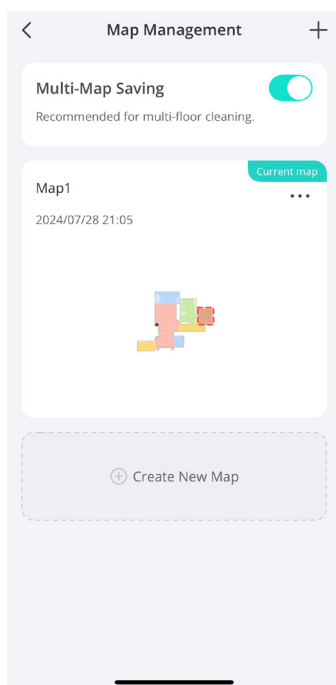 Map Management
Multi-Map Saving
Recommended for multi-floor cleaning.
Current map
Map1
2024/07/28 21:05
Create New Map